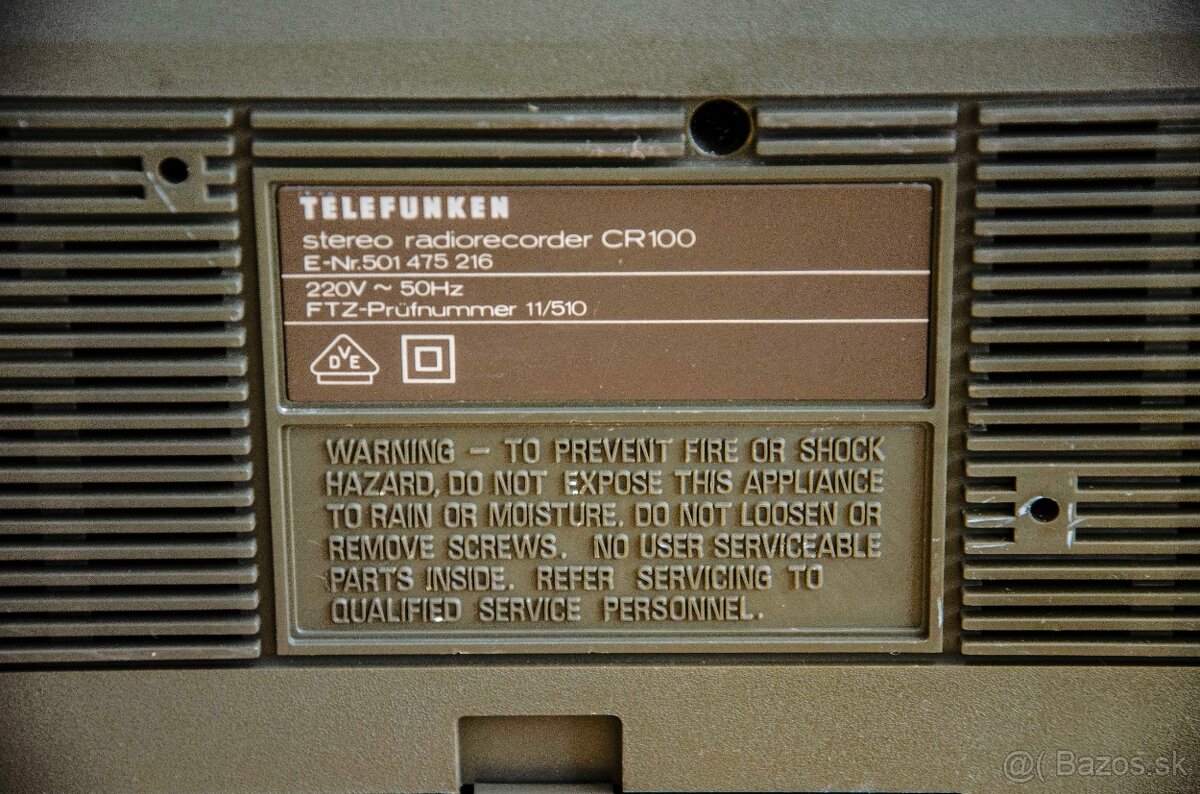 TELEFUNKEN
stereo radiorecorder CR100
E-Nr.501 475 216
220V ~ 50Hz
FTZ-Prüfnummer 11/510
DVE
WARNING - TO PREVENT FIRE OR SHOCK
HAZARD, DO NOT EXPOSE THIS APPLIANCE
TO RAIN OR MOISTURE. DO NOT LOOSEN OR
REMOVE SCREWS. NO USER SERVICEABLE
PARTS INSIDE. REFER SERVICING TO
QUALIFIED SERVICE PERSONNEL.
@( Bazos.sk